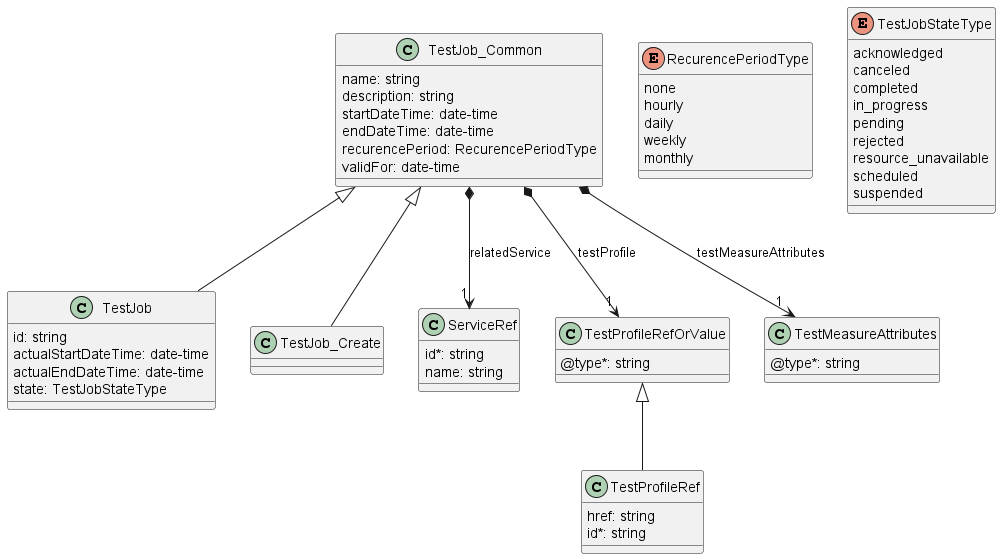 C TestJob_Common
name: string
description: string
startDateTime: date-time
endDateTime: date-time
recurencePeriod: RecurencePeriodType
validFor: date-time
E RecurencePeriodType
none
hourly
daily
weekly
monthly
E TestJobStateType
acknowledged
canceled
completed
in_progress
pending
rejected
resource_unavailable
scheduled
suspended
relatedService
testProfile
testMeasureAttributes
1
1
1
C TestJob
id: string
actualStartDateTime: date-time
actualEndDateTime: date-time
state: TestJobStateType
C TestJob_Create
C ServiceRef
id*: string
name: string
C TestProfileRefOrValue
@type*: string
C TestMeasureAttributes
@type*: string
C TestProfileRef
href: string
id*: string